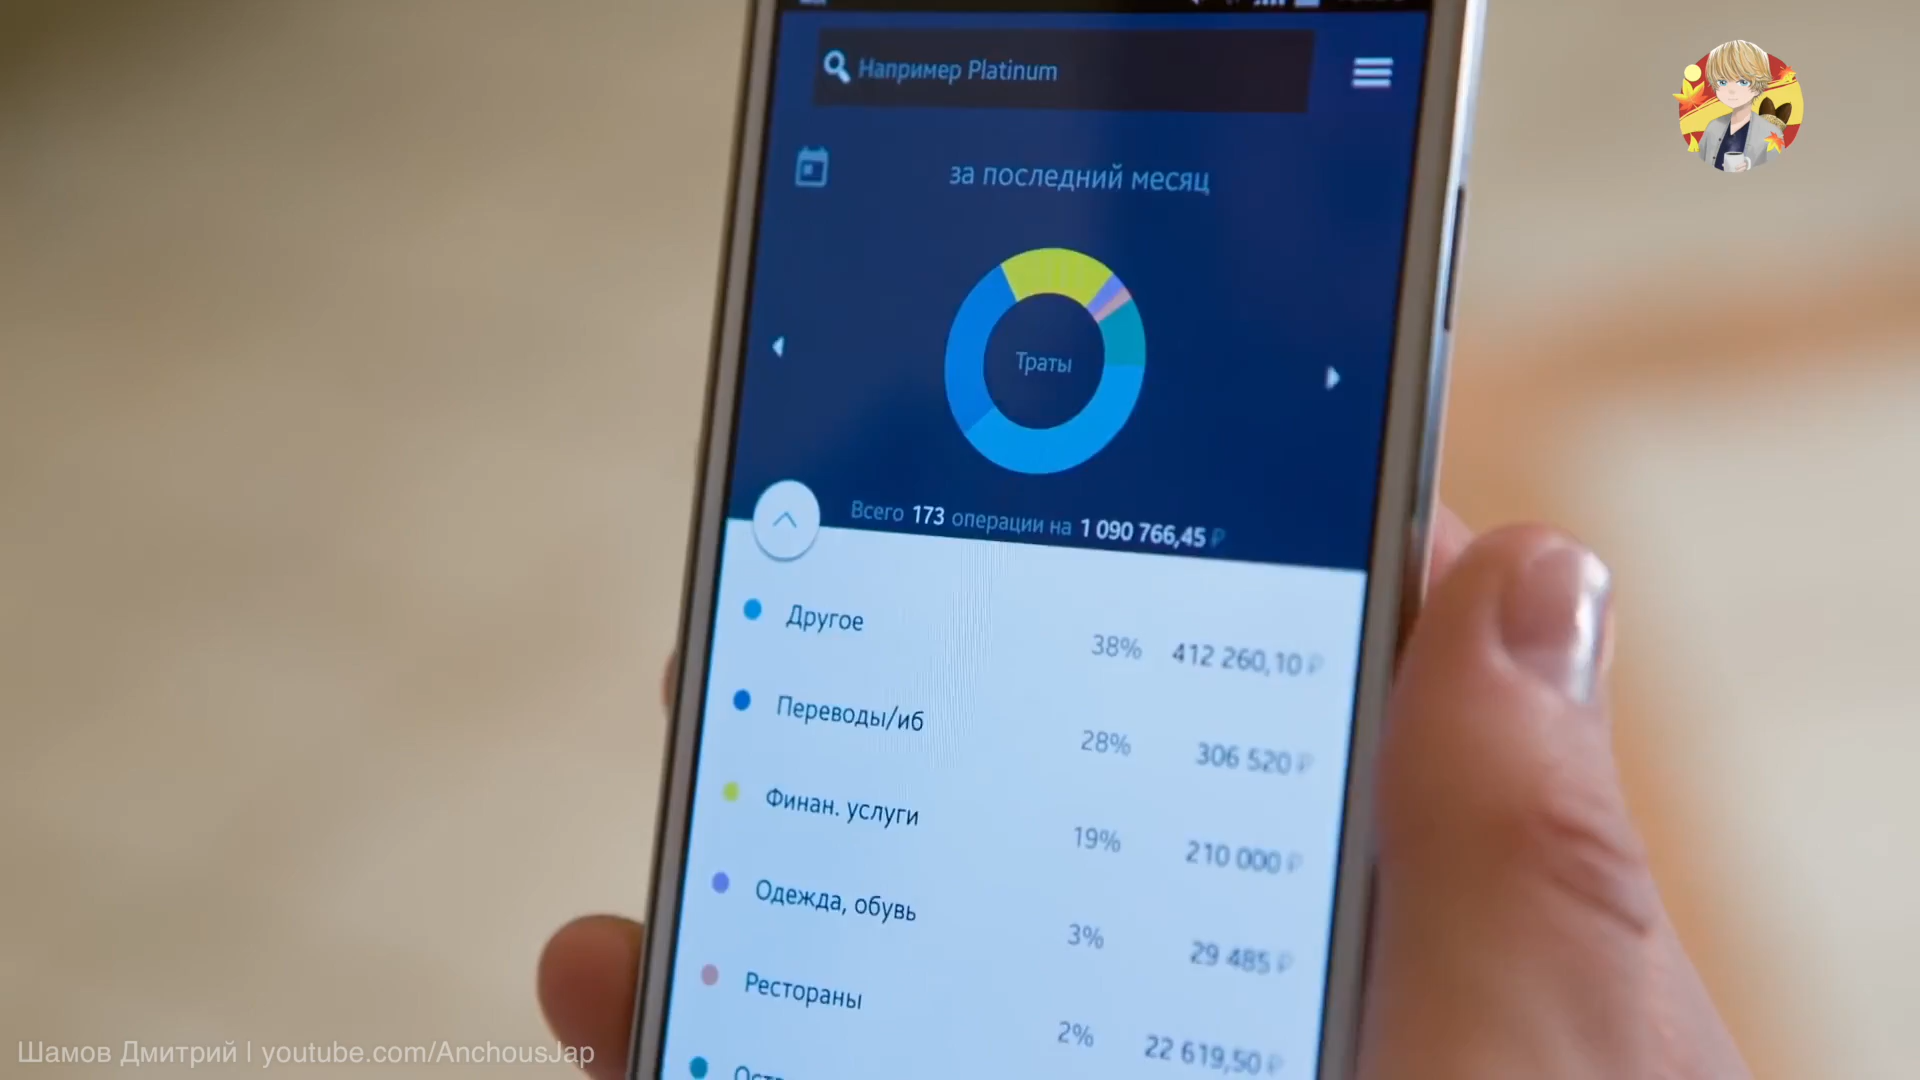 Например Platinum
за последний месяц
Траты
Всего 173 операции на 1 090 766,45 ₽
Другое 38% 412 260,10 ₽
Переводы/иб 28% 306 520 ₽
Финан. услуги 19% 210 000 ₽
Одежда, обувь 3% 29 485 ₽
Рестораны 2% 22 619,50 ₽
Шамов Дмитрий | youtube.com/AnchousJap